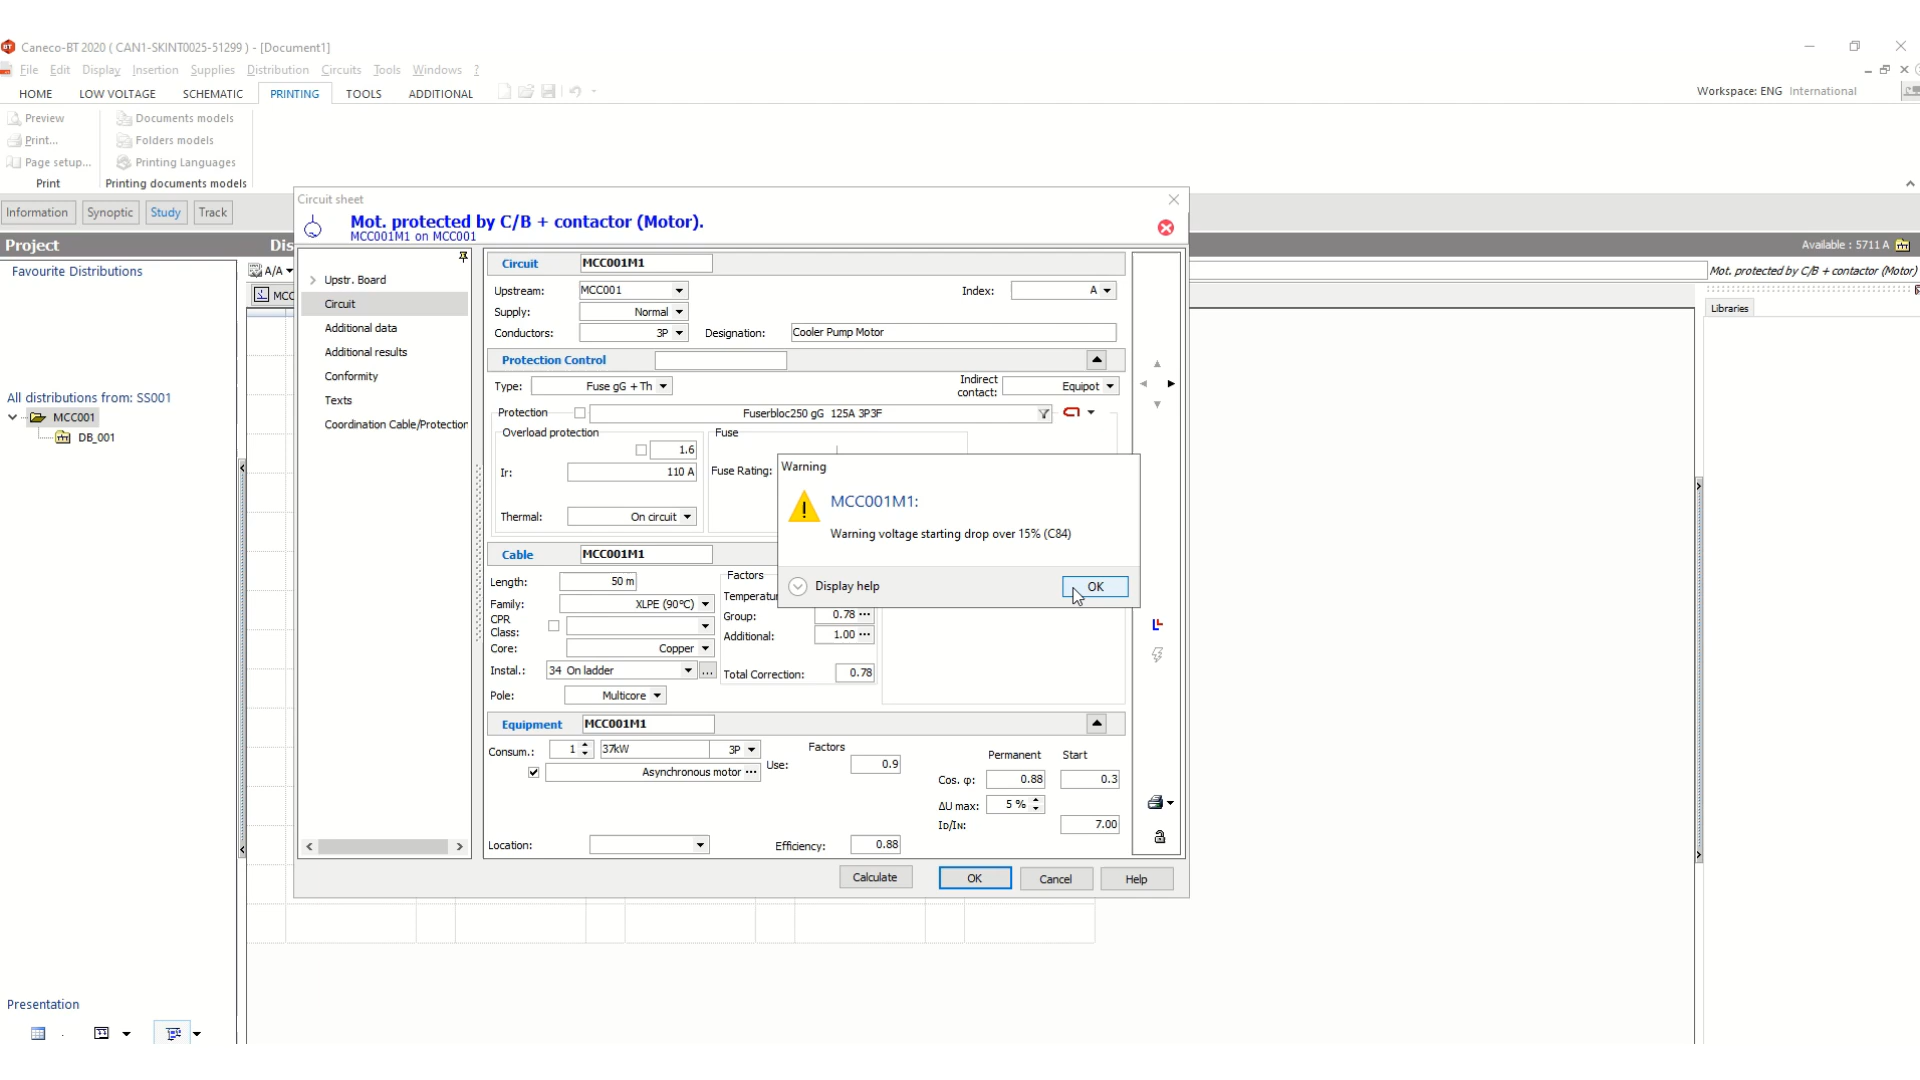 Caneco-BT 2020 ( CAN1-SKINT0025-51299 ) - [Document1]
File Edit Display Insertion Supplies Distribution Circuits Tools Windows ?
HOME LOW VOLTAGE SCHEMATIC PRINTING TOOLS ADDITIONAL
Workspace: ENG International
Preview Documents models
Print... Folders models
Page setup... Printing Languages
Print Printing documents models
Information Synoptic Study Track
Circuit sheet
Mot. protected by C/B + contactor (Motor).
MCC001M1 on MCC001
Project Dis
Available : 5711 A
Favourite Distributions
A/A
MCC
Mot. protected by C/B + contactor (Motor)
Libraries
All distributions from: SS001
MCC001
DB_001
Upstr. Board
Circuit
Additional data
Additional results
Conformity
Texts
Coordination Cable/Protection
Circuit MCC001M1
Upstream: MCC001 Index: A
Supply: Normal
Conductors: 3P Designation: Cooler Pump Motor
Protection Control
Type: Fuse gG + Th Indirect contact: Equipot
Protection Fuserbloc250 gG 125A 3P3F
Overload protection Fuse
1.6
Ir: 110 A Fuse Rating:
Thermal: On circuit
Warning
MCC001M1:
Warning voltage starting drop over 15% (C84)
Display help OK
Cable MCC001M1
Length: 50 m Factors
Family: XLPE (90°C) Temperatur
CPR Class: Group: 0.78
Core: Copper Additional: 1.00
Instal.: 34 On ladder ... Total Correction: 0.78
Pole: Multicore
Equipment MCC001M1
Consum.: 1 37kW 3P Factors Permanent Start
Asynchronous motor Use: 0.9
Cos. φ: 0.88 0.3
ΔU max: 5 %
ID/IN: 7.00
Location: Efficiency: 0.88
Calculate OK Cancel Help
Presentation